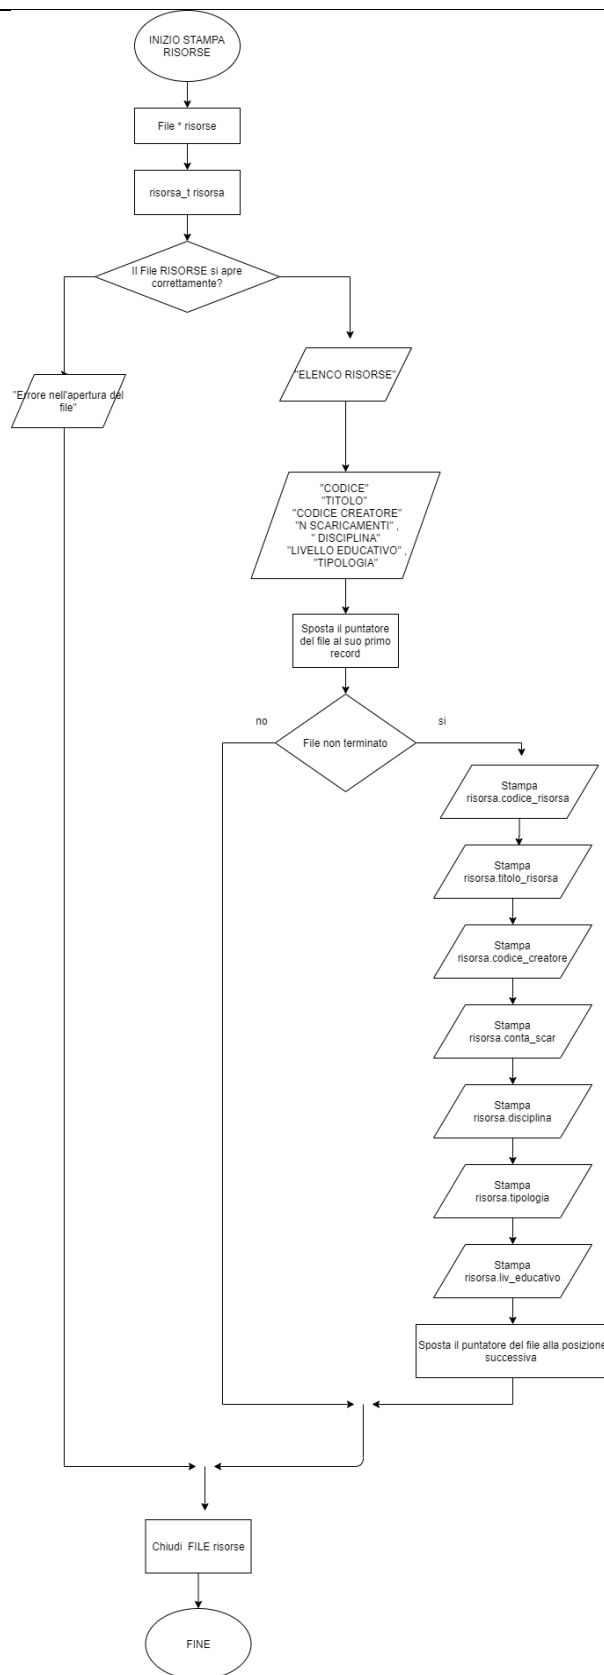 INIZIO STAMPA
RISORSE
File * risorse
risorsa_t risorsa
Il File RISORSE si apre
correttamente?
"ELENCO RISORSE"
"Errore nell'apertura del
file"
"CODICE"
"TITOLO"
"CODICE CREATORE"
"N SCARICAMENTI" ,
" DISCIPLINA"
"LIVELLO EDUCATIVO" ,
"TIPOLOGIA"
Sposta il puntatore
del file al suo primo
record
no
si
File non terminato
Stampa
risorsa.codice_risorsa
Stampa
risorsa.titolo_risorsa
Stampa
risorsa.codice_creatore
Stampa
risorsa.conta_scar
Stampa
risorsa.disciplina
Stampa
risorsa.tipologia
Stampa
risorsa.liv_educativo
Sposta il puntatore del file alla posizione
successiva
Chiudi FILE risorse
FINE